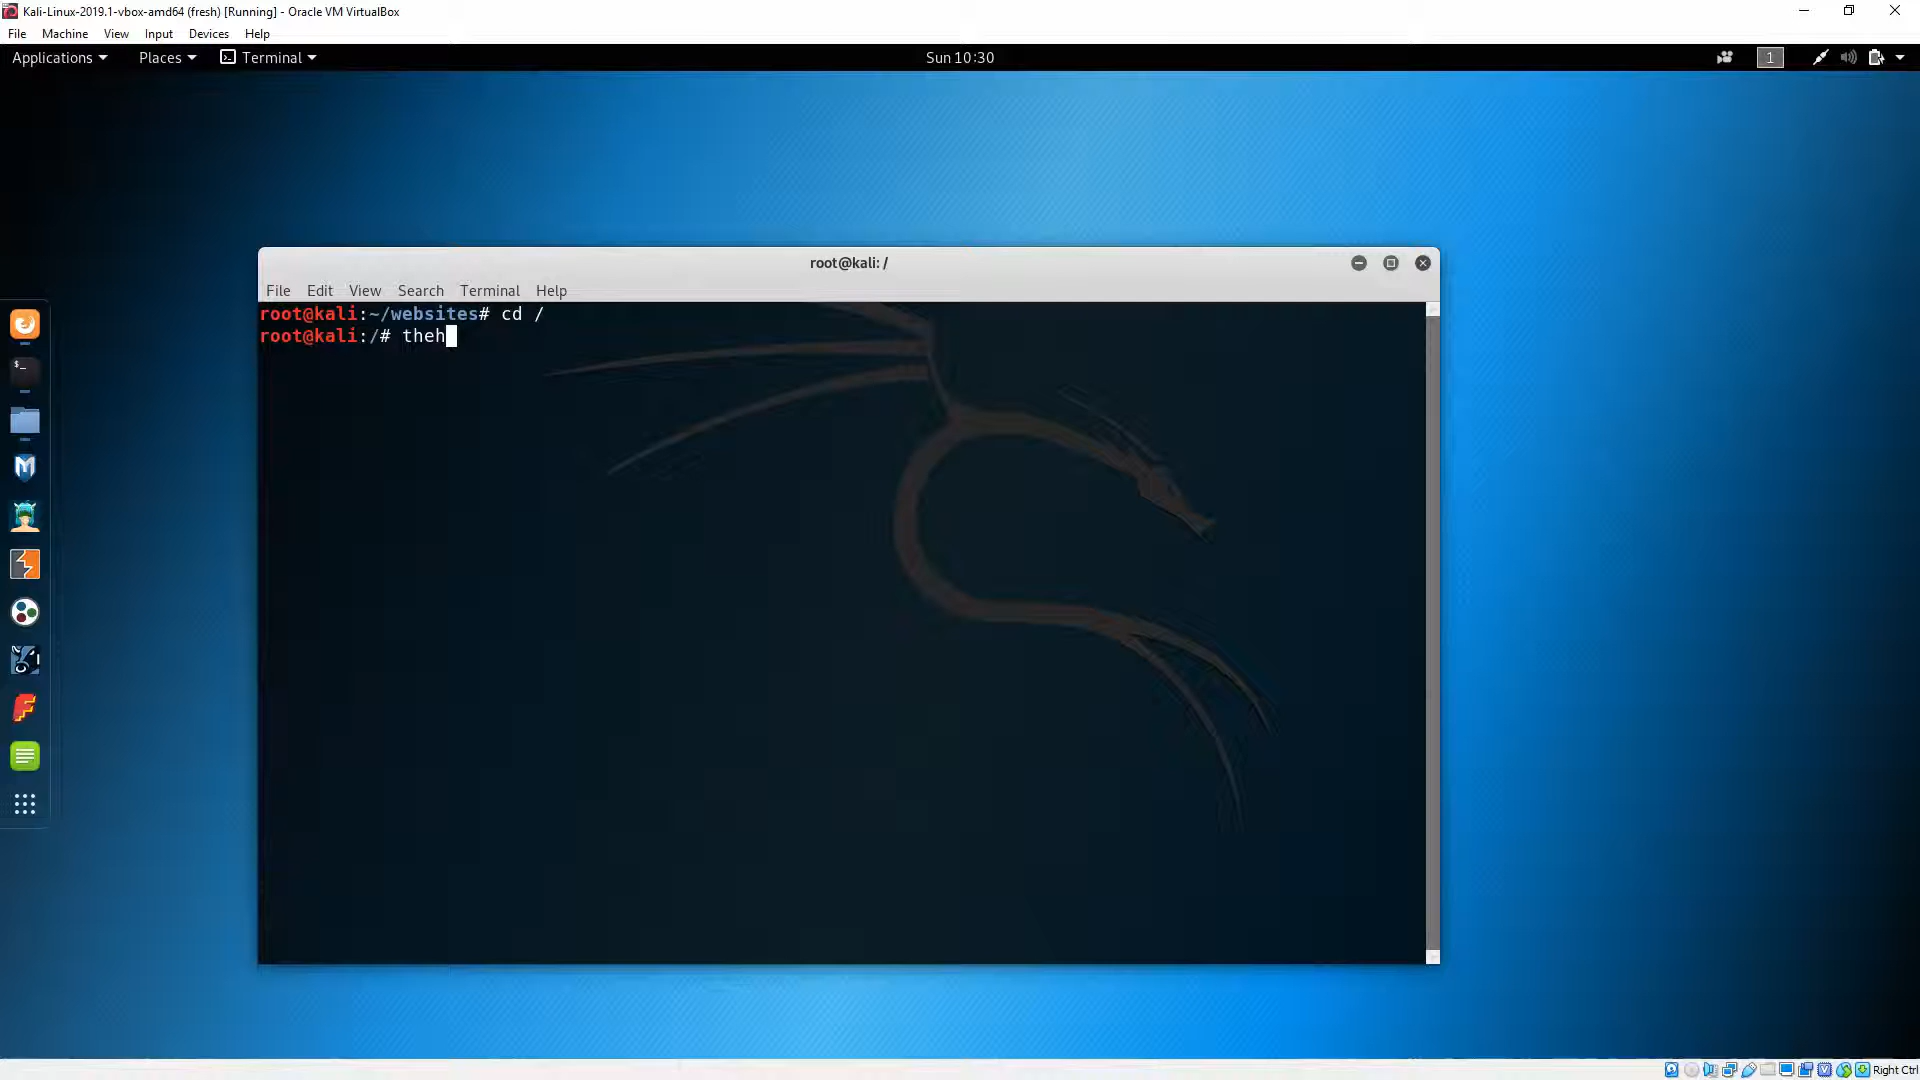 Kali-Linux-2019.1-vbox-amd64 (fresh) [Running] - Oracle VM VirtualBox
File Machine View Input Devices Help
Applications Places Terminal Sun 10:30 1
root@kali: /
File Edit View Search Terminal Help
root@kali:~/websites# cd /
root@kali:/# theh
Right Ctrl